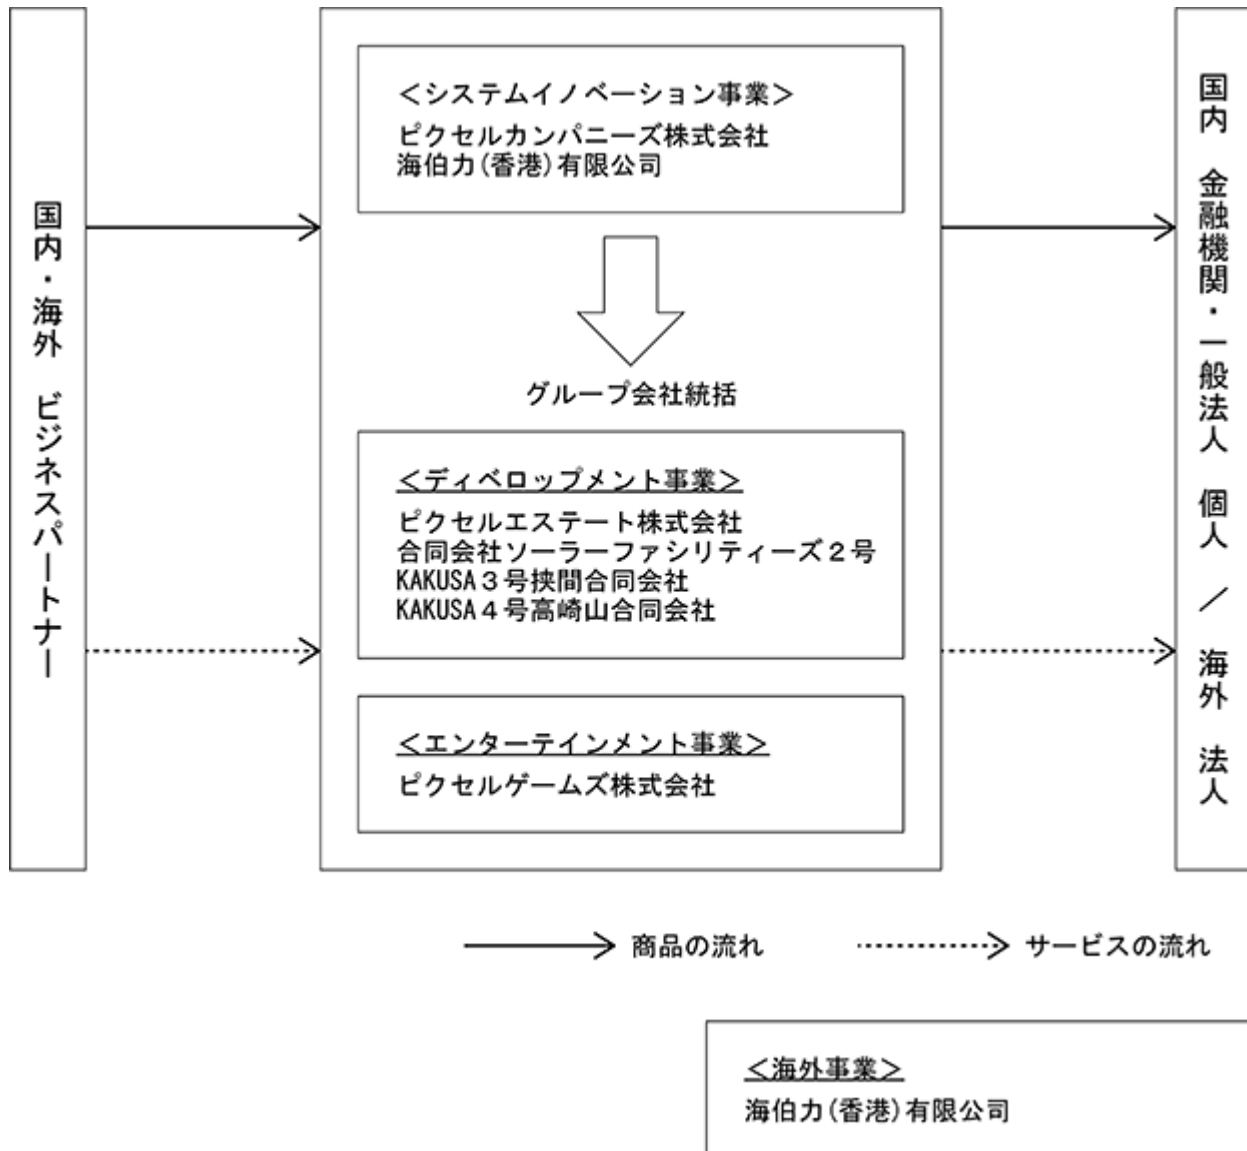 国内・海外　ビジネスパートナー
＜システムイノベーション事業＞
ピクセルカンパニーズ株式会社
海伯力(香港)有限公司
グループ会社統括
＜ディベロップメント事業＞
ピクセルエステート株式会社
合同会社ソーラーファシリティーズ２号
KAKUSA３号挟間合同会社
KAKUSA４号高崎山合同会社
＜エンターテインメント事業＞
ピクセルゲームズ株式会社
国内　金融機関・一般法人　個人　／　海外　法人
商品の流れ
サービスの流れ
＜海外事業＞
海伯力(香港)有限公司